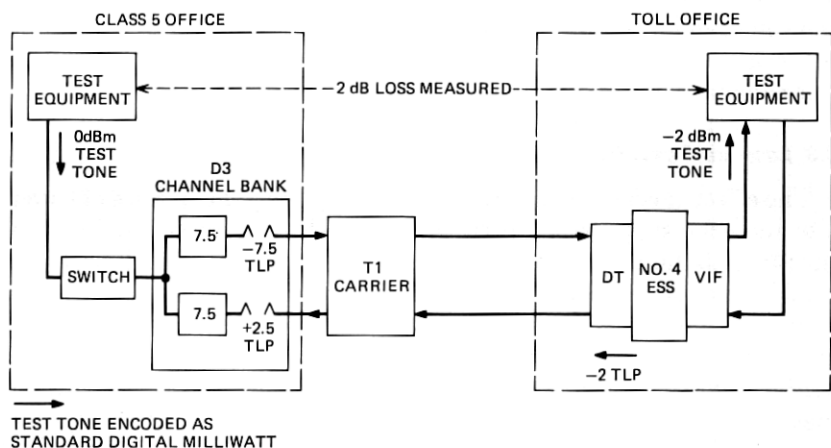 CLASS 5 OFFICE
TOLL OFFICE
TEST
EQUIPMENT
2 dB LOSS MEASURED
TEST
EQUIPMENT
0dBm
TEST
TONE
−2 dBm
TEST
TONE
D3
CHANNEL BANK
7.5
−7.5
TLP
SWITCH
7.5
+2.5
TLP
T1
CARRIER
DT
NO. 4
ESS
VIF
−2 TLP
TEST TONE ENCODED AS
STANDARD DIGITAL MILLIWATT